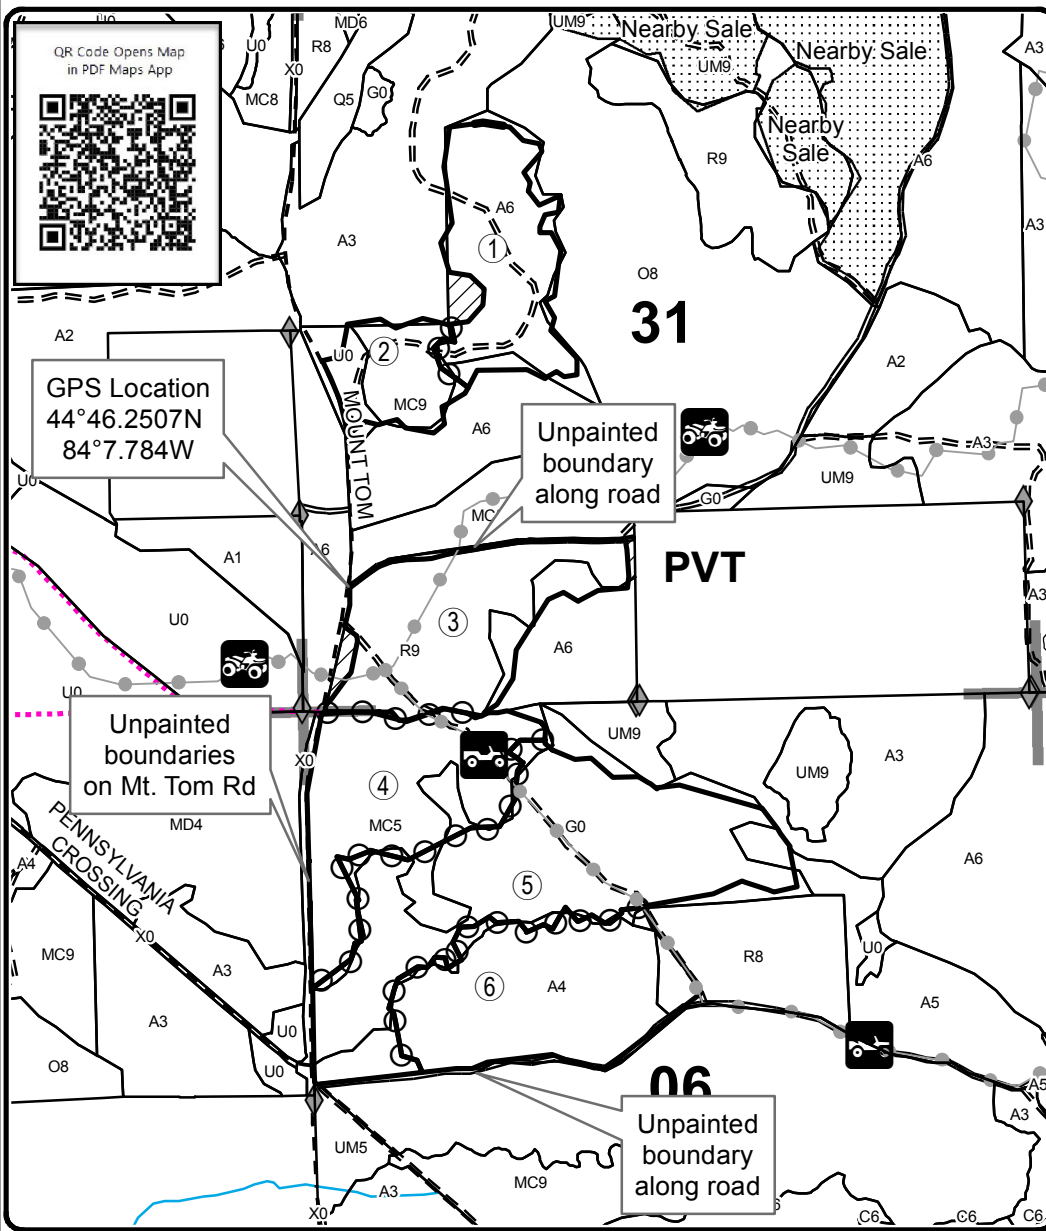 QR Code Opens Map
in PDF Maps App
U0
U0
MD6
R8
X0
MC8
Q5
G0
UM9
Nearby Sale
UM9
Nearby Sale
Nearby
Sale
R9
A6
A3
A3
A3
A6
1
O8
31
A2
U0
2
MC9
MOUNT TOM
A6
A2
GPS Location
44°46.2507N
84°7.784W
Unpainted
boundary
along road
A3
UM9
G0
U0
A6
A1
PVT
A3
U0
3
R9
A6
U0
Unpainted
boundaries
on Mt. Tom Rd
X0
UM9
A3
UM9
4
MC5
G0
MD4
PENNSYLVANIA
CROSSING
A4
X0
A6
5
MC9
A3
6
A4
R8
U0
A5
A3
U0
O8
U0
06
A5
A3
Unpainted
boundary
along road
UM5
A3
MC9
X0
C6
C6
C6